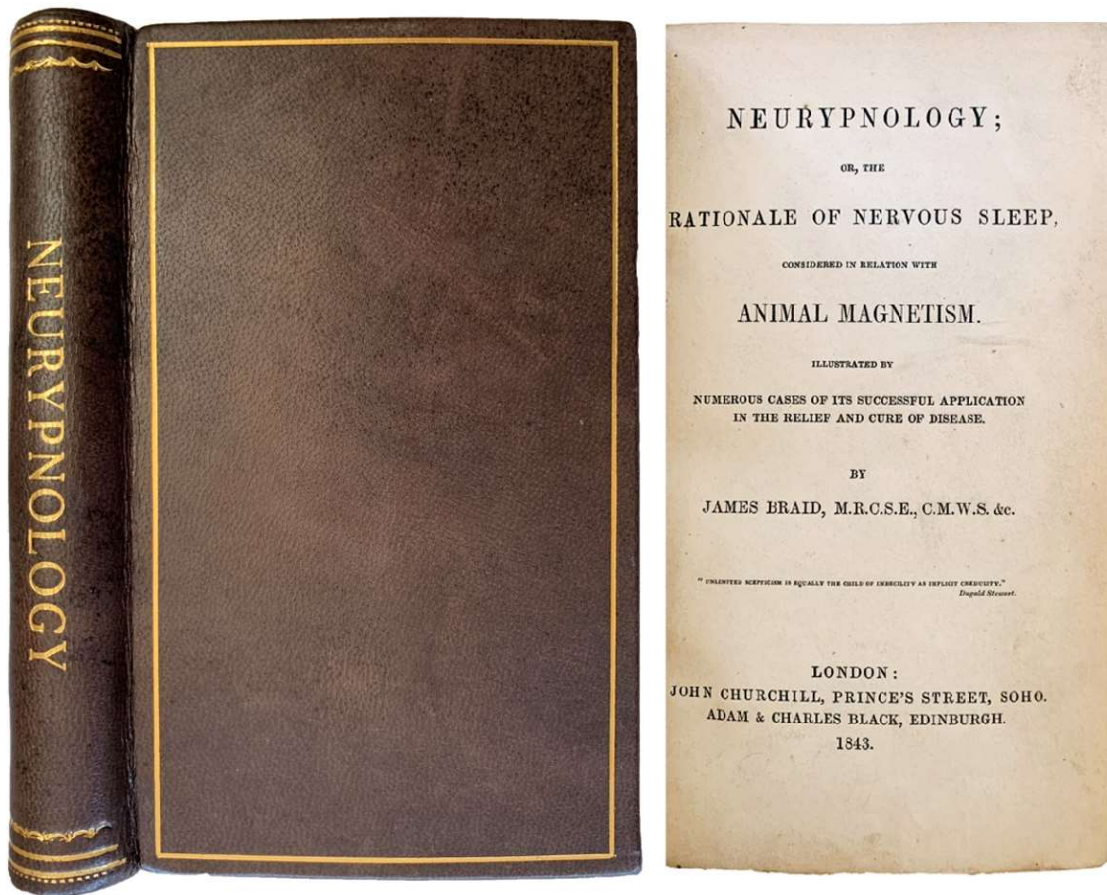 NEURYPNOLOGY
NEURYPNOLOGY;
OR, THE
RATIONALE OF NERVOUS SLEEP,
CONSIDERED IN RELATION WITH
ANIMAL MAGNETISM.
ILLUSTRATED BY
NUMEROUS CASES OF ITS SUCCESSFUL APPLICATION
IN THE RELIEF AND CURE OF DISEASE.
BY
JAMES BRAID, M.R.C.S.E., C.M.W.S. &c.
"UNLIMITED SCEPTICISM IS EQUALLY THE CHILD OF IMBECILITY AS IMPLICIT CREDULITY."
Dugald Stewart.
LONDON:
JOHN CHURCHILL, PRINCE'S STREET, SOHO.
ADAM & CHARLES BLACK, EDINBURGH.
1843.